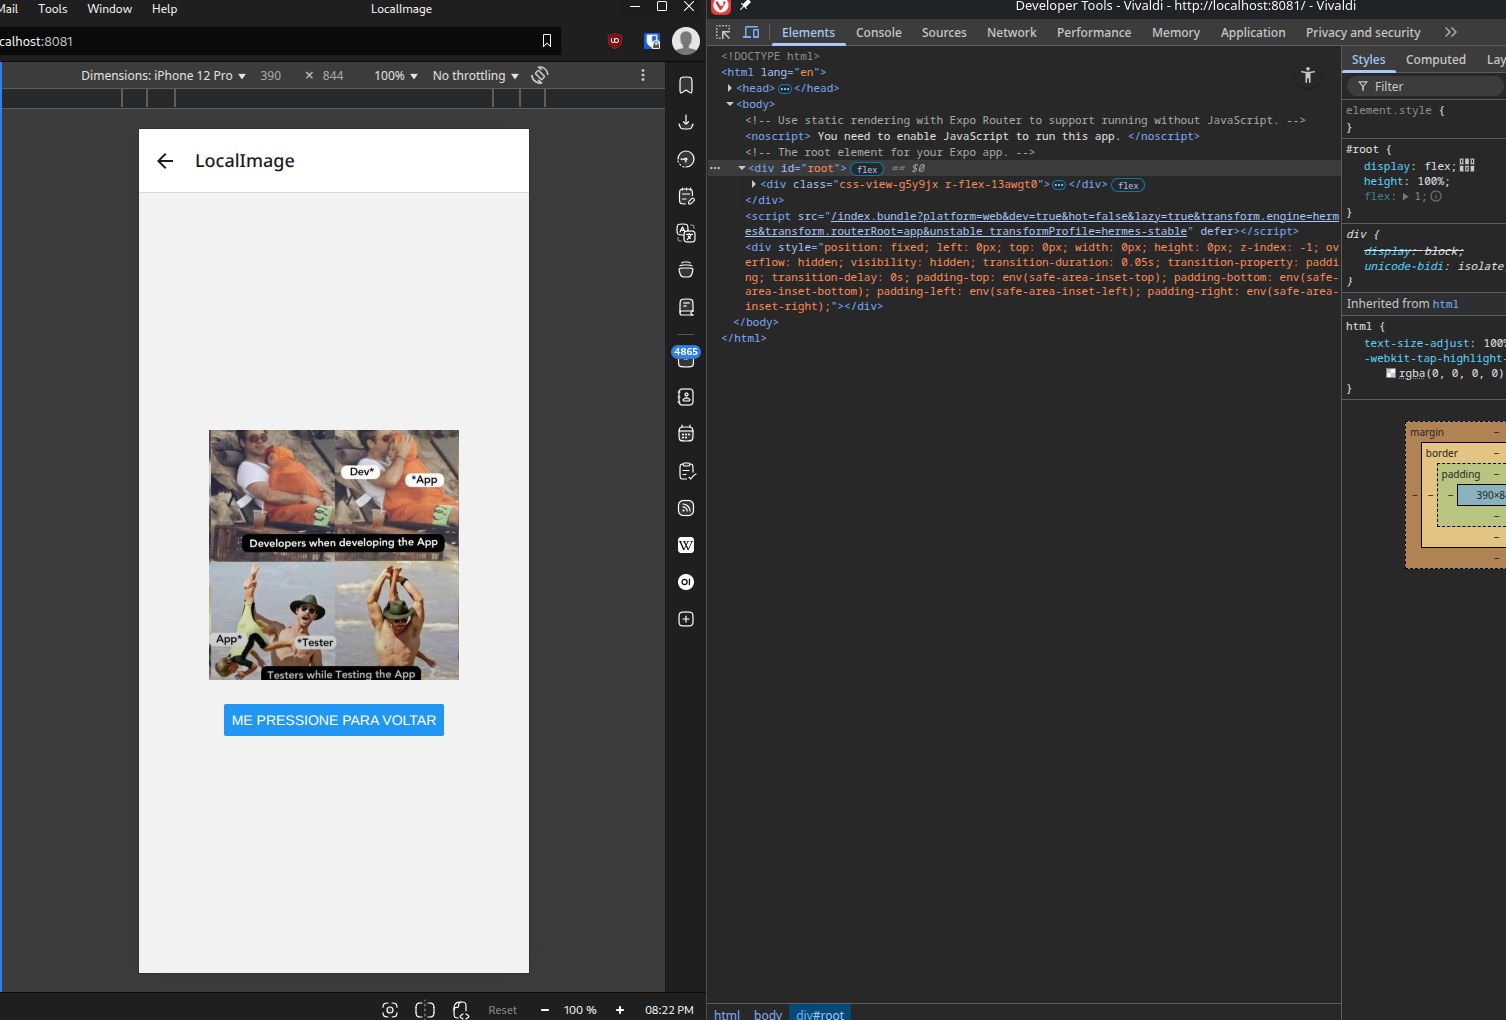 Mail Tools Window Help LocalImage
calhost:8081
Dimensions: iPhone 12 Pro 390 × 844 100% No throttling
LocalImage
Dev*
*App
Developers when developing the App
App*
*Tester
Testers while Testing the App
ME PRESSIONE PARA VOLTAR
4865
W
Reset 100 % 08:22 PM
Developer Tools - Vivaldi - http://localhost:8081/ - Vivaldi
Elements Console Sources Network Performance Memory Application Privacy and security
<!DOCTYPE html>
<html lang="en">
<head> ••• </head>
<body>
<!-- Use static rendering with Expo Router to support running without JavaScript. -->
<noscript> You need to enable JavaScript to run this app. </noscript>
<!-- The root element for your Expo app. -->
••• <div id="root"> flex == $0
<div class="css-view-g5y9jx r-flex-13awgt0"> ••• </div> flex
</div>
<script src="/index.bundle?platform=web&dev=true&hot=false&lazy=true&transform.engine=herm
es&transform.routerRoot=app&unstable_transformProfile=hermes-stable" defer></script>
<div style="position: fixed; left: 0px; top: 0px; width: 0px; height: 0px; z-index: -1; ov
erflow: hidden; visibility: hidden; transition-duration: 0.05s; transition-property: paddi
ng; transition-delay: 0s; padding-top: env(safe-area-inset-top); padding-bottom: env(safe-
area-inset-bottom); padding-left: env(safe-area-inset-left); padding-right: env(safe-area-
inset-right);"></div>
</body>
</html>
html body div#root
Styles Computed Lay
Filter
element.style {
}
#root {
display: flex;
height: 100%;
flex: 1;
}
div {
display: block;
unicode-bidi: isolate
}
Inherited from html
html {
text-size-adjust: 100%
-webkit-tap-highlight-
rgba(0, 0, 0, 0)
}
margin –
border –
padding –
– – – 390×8
–
–
–